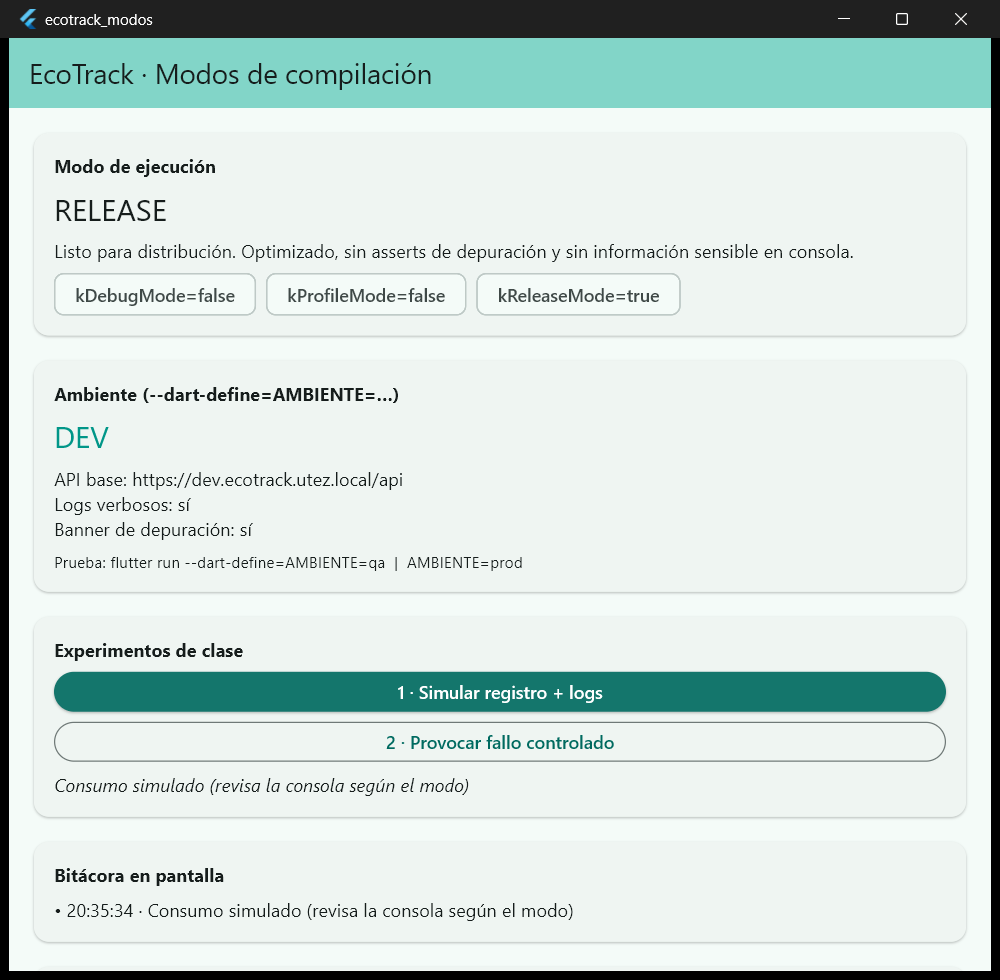 ecotrack_modos
EcoTrack · Modos de compilación
Modo de ejecución
RELEASE
Listo para distribución. Optimizado, sin asserts de depuración y sin información sensible en consola.
kDebugMode=false
kProfileMode=false
kReleaseMode=true
Ambiente (--dart-define=AMBIENTE=...)
DEV
API base: https://dev.ecotrack.utez.local/api
Logs verbosos: sí
Banner de depuración: sí
Prueba: flutter run --dart-define=AMBIENTE=qa | AMBIENTE=prod
Experimentos de clase
1 · Simular registro + logs
2 · Provocar fallo controlado
Consumo simulado (revisa la consola según el modo)
Bitácora en pantalla
• 20:35:34 · Consumo simulado (revisa la consola según el modo)